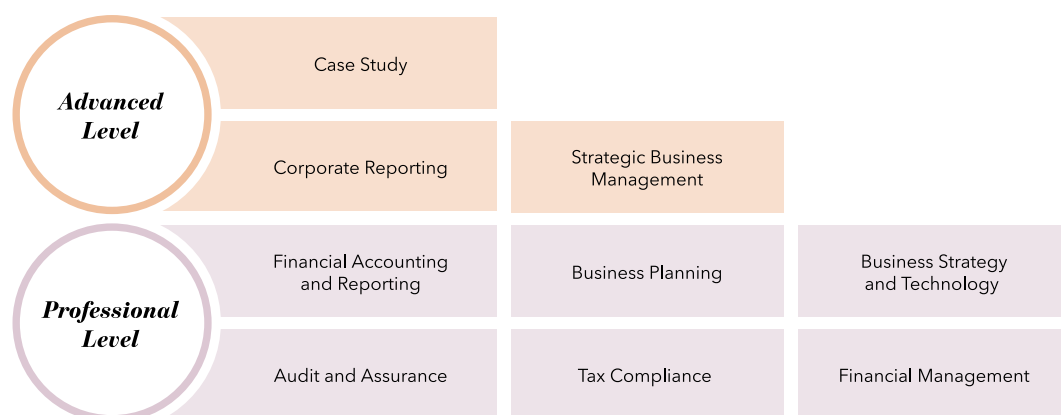 Advanced
Level
Case Study
Corporate Reporting
Strategic Business
Management
Professional
Level
Financial Accounting
and Reporting
Business Planning
Business Strategy
and Technology
Audit and Assurance
Tax Compliance
Financial Management